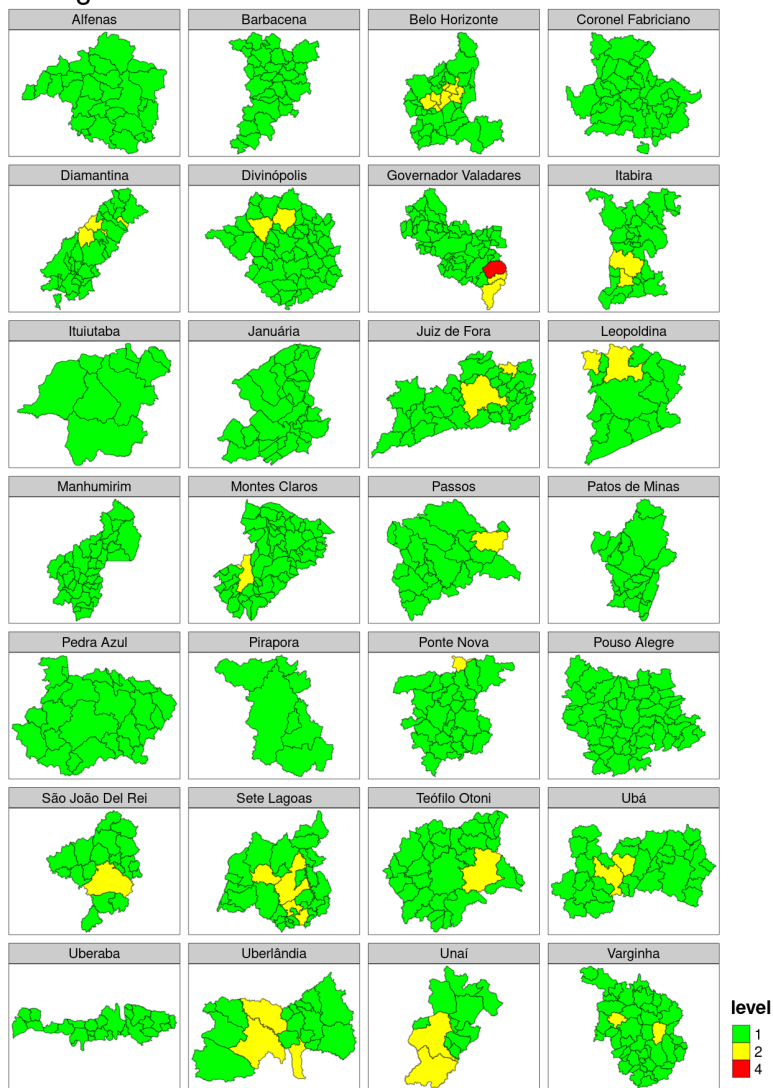 Alfenas
Barbacena
Belo Horizonte
Coronel Fabriciano
Diamantina
Divinópolis
Governador Valadares
Itabira
Ituiutaba
Januária
Juiz de Fora
Leopoldina
Manhumirim
Montes Claros
Passos
Patos de Minas
Pedra Azul
Pirapora
Ponte Nova
Pouso Alegre
São João Del Rei
Sete Lagoas
Teófilo Otoni
Ubá
Uberaba
Uberlândia
Unaí
Varginha
level
1
2
4